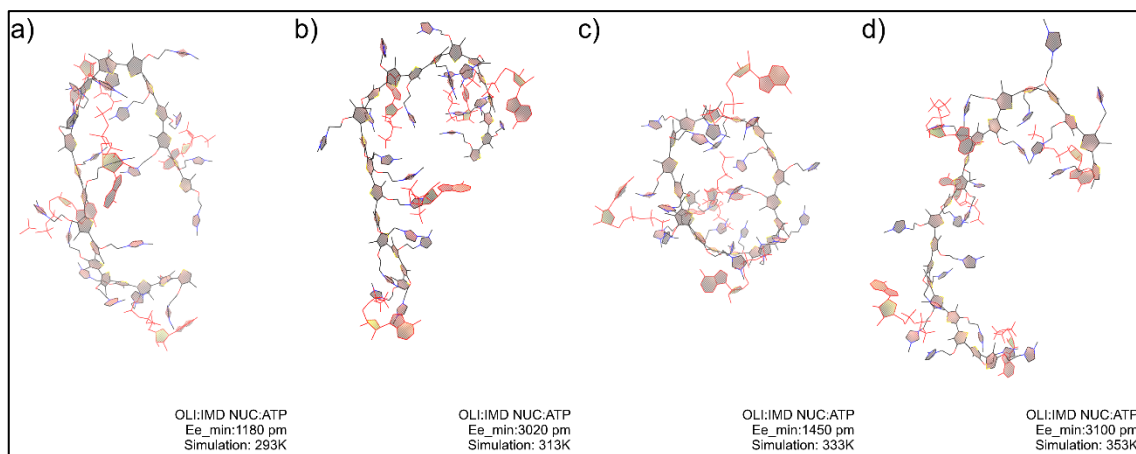 a)
b)
c)
d)
OLI:IMD NUC:ATP
Ee_min:1180 pm
Simulation: 293K
OLI:IMD NUC:ATP
Ee_min:3020 pm
Simulation: 313K
OLI:IMD NUC:ATP
Ee_min:1450 pm
Simulation: 333K
OLI:IMD NUC:ATP
Ee_min:3100 pm
Simulation: 353K